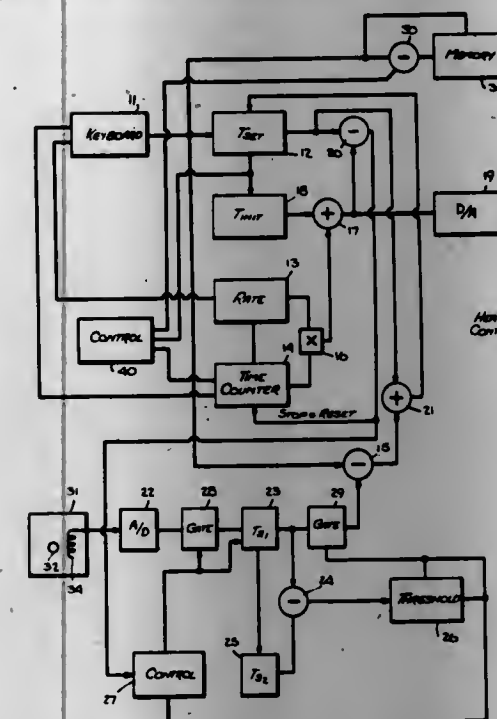 30
MEMORY
3
11
KEYBOARD
TSET
12
20
19
D/A
18
TINIT
17
13
RATE
CONTROL
40
14
TIME
COUNTER
X
16
STOP & RESET
21
15
31
32
34
22
A/D
28
GATE
23
TS1
29
GATE
24
THRESHOLD
26
25
TS2
CONTROL
27